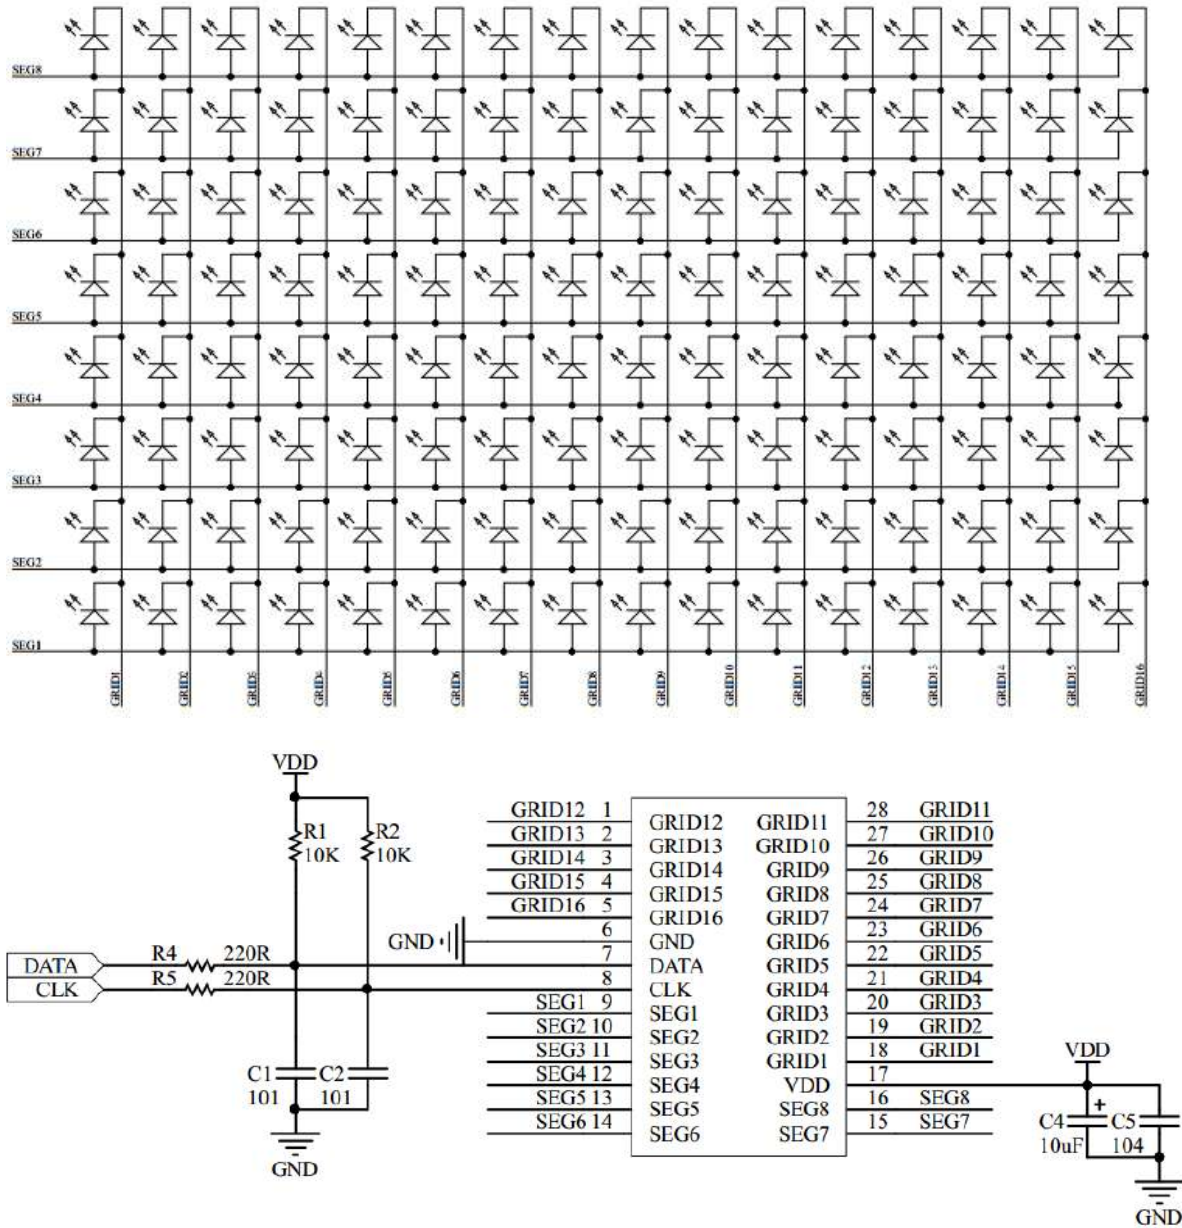 SEG8
SEG7
SEG6
SEG5
SEG4
SEG3
SEG2
SEG1
GRID1 GRID2 GRID3 GRID4 GRID5 GRID6 GRID7 GRID8 GRID9 GRID10 GRID11 GRID12 GRID13 GRID14 GRID15 GRID16
VDD
R1 R2
10K 10K
DATA R4 220R
CLK R5 220R
C1 C2
101 101
GND
GND
GRID12 1 GRID12 GRID11 28 GRID11
GRID13 2 GRID13 GRID10 27 GRID10
GRID14 3 GRID14 GRID9 26 GRID9
GRID15 4 GRID15 GRID8 25 GRID8
GRID16 5 GRID16 GRID7 24 GRID7
6 GND GRID6 23 GRID6
7 DATA GRID5 22 GRID5
8 CLK GRID4 21 GRID4
SEG1 9 SEG1 GRID3 20 GRID3
SEG2 10 SEG2 GRID2 19 GRID2
SEG3 11 SEG3 GRID1 18 GRID1
SEG4 12 SEG4 VDD 17
SEG5 13 SEG5 SEG8 16 SEG8
SEG6 14 SEG6 SEG7 15 SEG7
VDD
+
C4 C5
10uF 104
GND